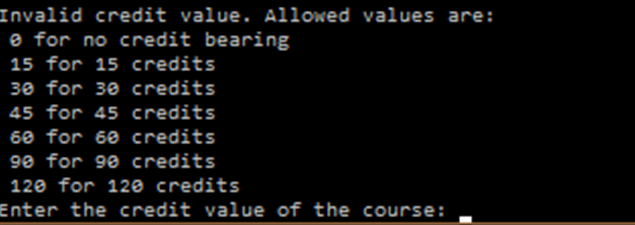 Invalid credit value. Allowed values are:
0 for no credit bearing
15 for 15 credits
30 for 30 credits
45 for 45 credits
60 for 60 credits
90 for 90 credits
120 for 120 credits
Enter the credit value of the course: